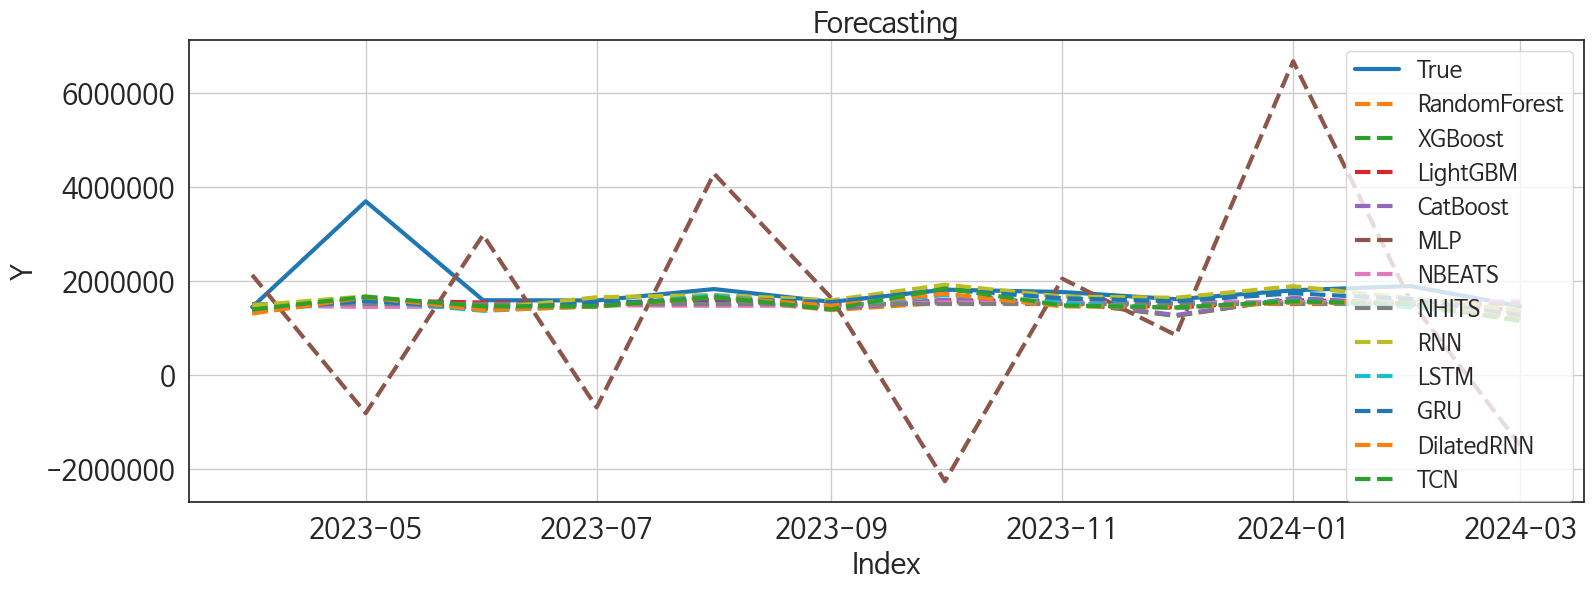 Forecasting
6000000
4000000
2000000
0
−2000000
Y
2023−05
2023−07
2023−09
2023−11
2024−01
2024−03
Index
True
RandomForest
XGBoost
LightGBM
CatBoost
MLP
NBEATS
NHITS
RNN
LSTM
GRU
DilatedRNN
TCN